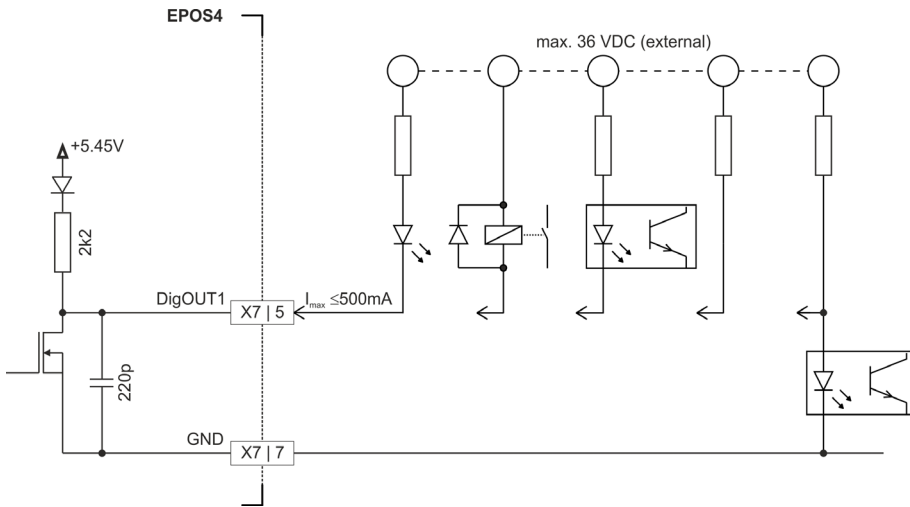 EPOS4
max. 36 VDC (external)
+5.45V
2k2
DigOUT1
X7 | 5
Imax ≤500mA
220p
GND
X7 | 7